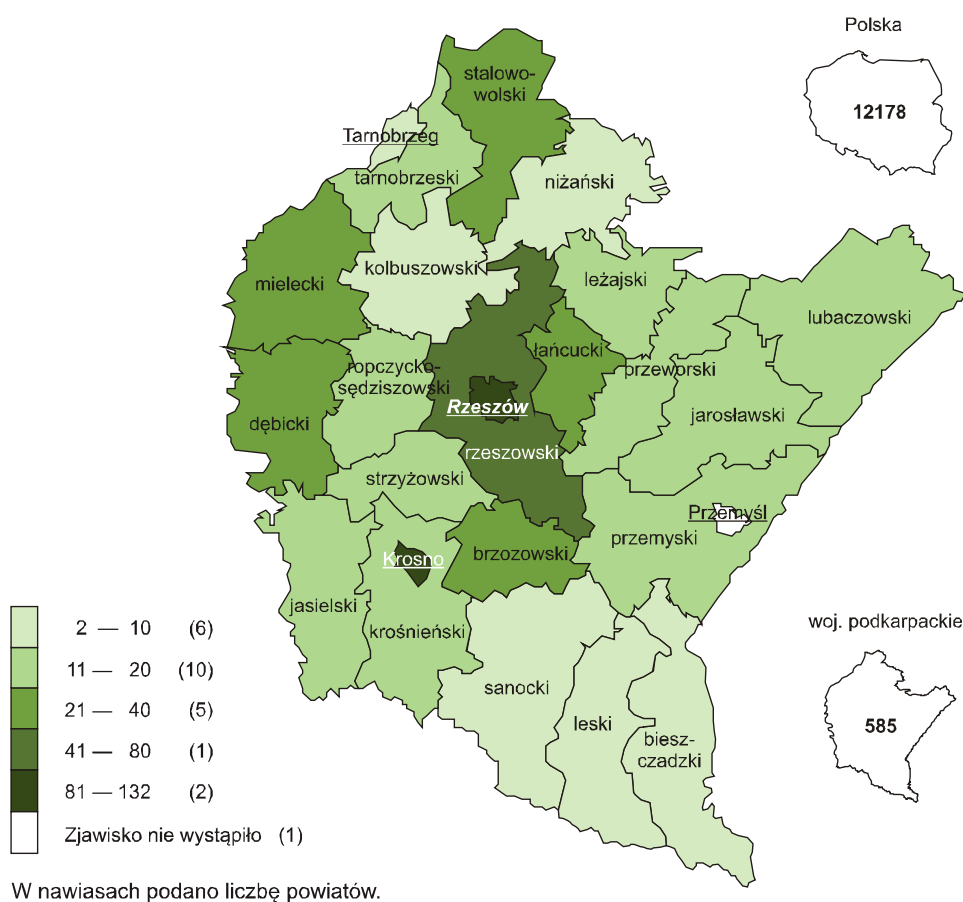 Polska
12178
stalowo-
wolski
Tarnobrzeg
tarnobrzeski
niżański
kolbuszowski
leżajski
mielecki
lubaczowski
łańcucki
ropczycko-
sędziszowski
przeworski
Rzeszów
jarosławski
dębicki
rzeszowski
strzyżowski
Przemyśl
przemyski
Krosno
brzozowski
jasielski
krośnieński
woj. podkarpackie
585
sanocki
leski
biesz-
czadzki
2 — 10 (6)
11 — 20 (10)
21 — 40 (5)
41 — 80 (1)
81 — 132 (2)
Zjawisko nie wystąpiło (1)
W nawiasach podano liczbę powiatów.